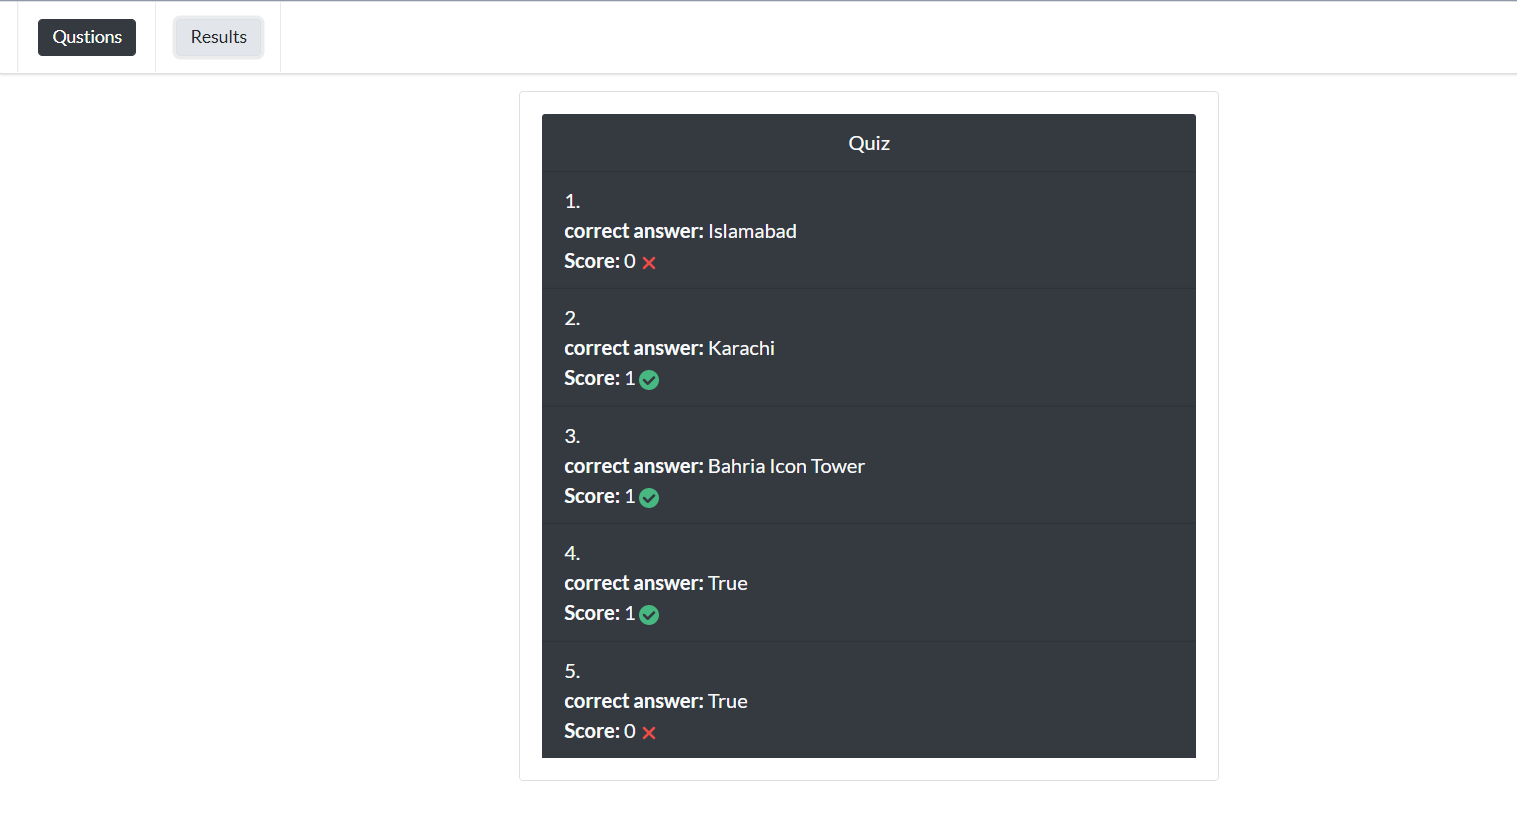 Qustions
Results
Quiz
1.
correct answer: Islamabad
Score: 0
2.
correct answer: Karachi
Score: 1
3.
correct answer: Bahria Icon Tower
Score: 1
4.
correct answer: True
Score: 1
5.
correct answer: True
Score: 0